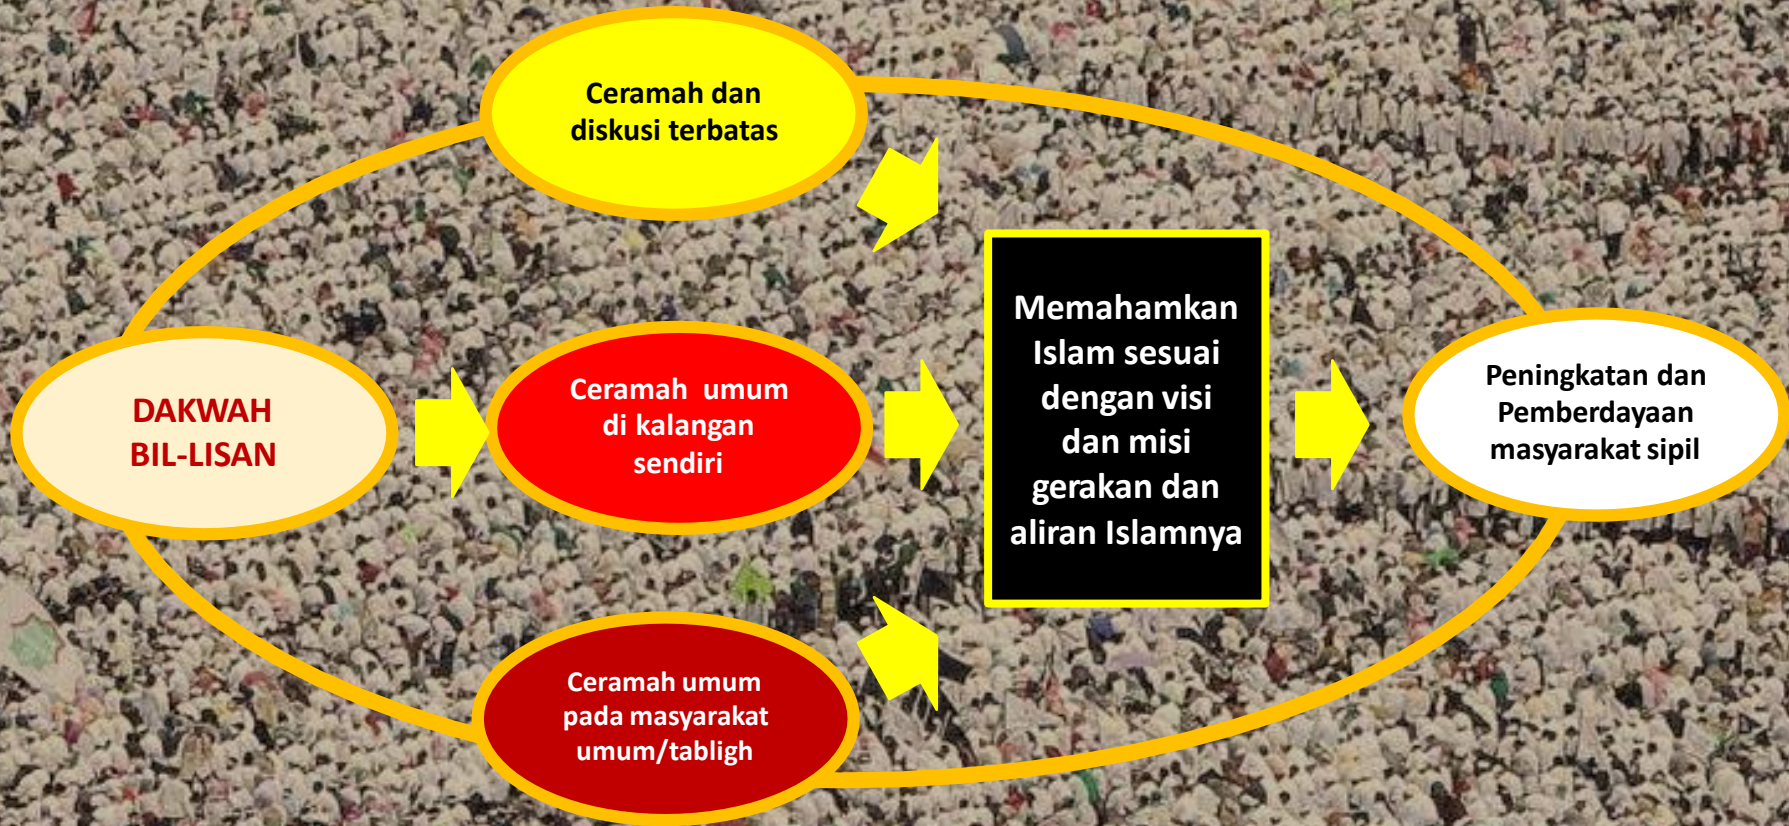 Ceramah dan
diskusi terbatas
DAKWAH
BIL-LISAN
Ceramah umum
di kalangan
sendiri
Memahamkan
Islam sesuai
dengan visi
dan misi
gerakan dan
aliran Islamnya
Peningkatan dan
Pemberdayaan
masyarakat sipil
Ceramah umum
pada masyarakat
umum/tabligh